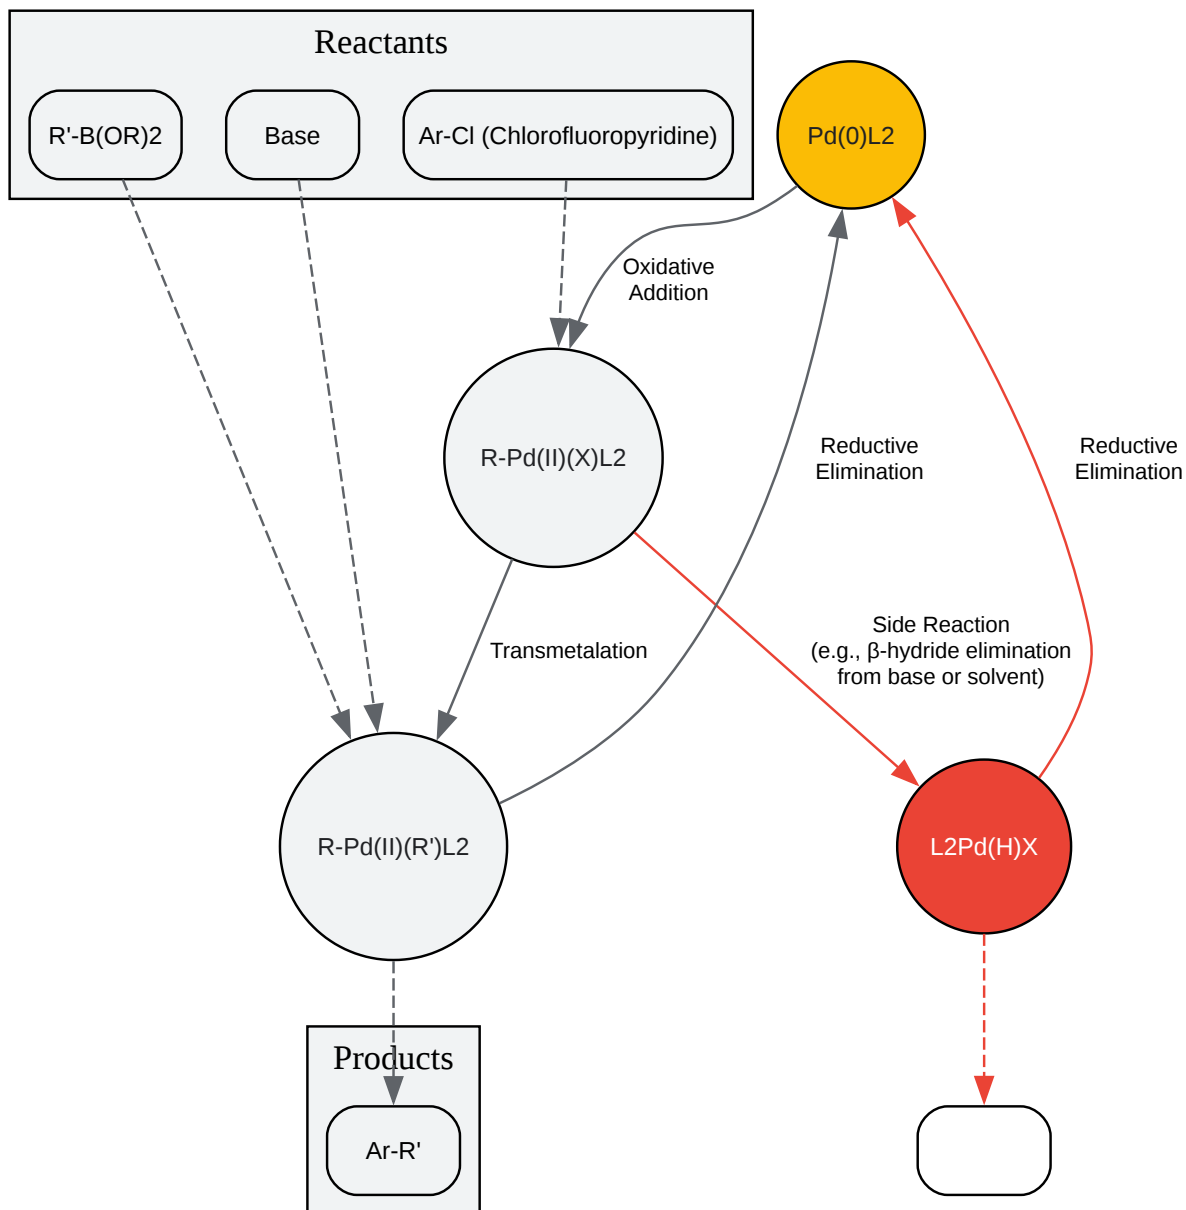 Reactants
R'-B(OR)2
Base
Ar-Cl (Chlorofluoropyridine)
Pd(0)L2
Oxidative
Addition
R-Pd(II)(X)L2
Reductive
Elimination
Reductive
Elimination
Side Reaction
(e.g., β-hydride elimination
from base or solvent)
Transmetalation
R-Pd(II)(R')L2
L2Pd(H)X
Products
Ar-R'